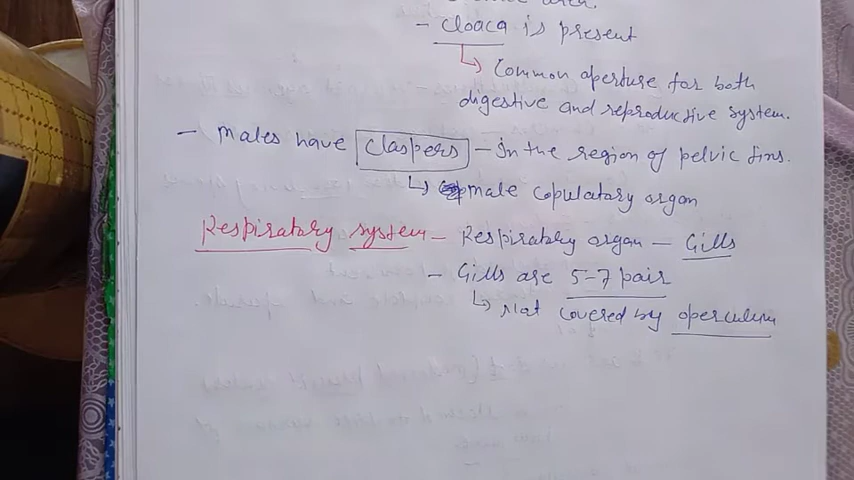 - Cloaca is present
↳ Common aperture for both
digestive and reproductive system.
- Males have Claspers - in the region of pelvic fins.
↳ male copulatory organ
Respiratory system - Respiratory organ - Gills
- Gills are 5-7 pair
↳ Not covered by operculum